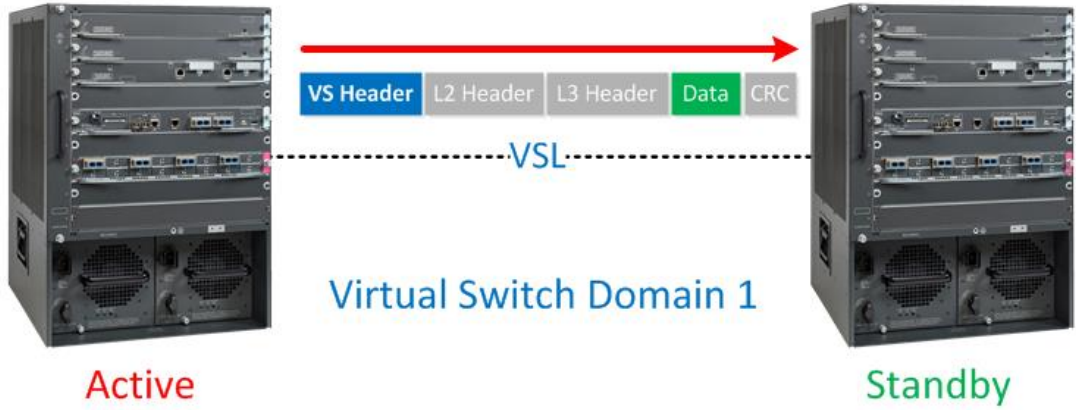 VS Header L2 Header L3 Header Data CRC
VSL
Virtual Switch Domain 1
Active
Standby